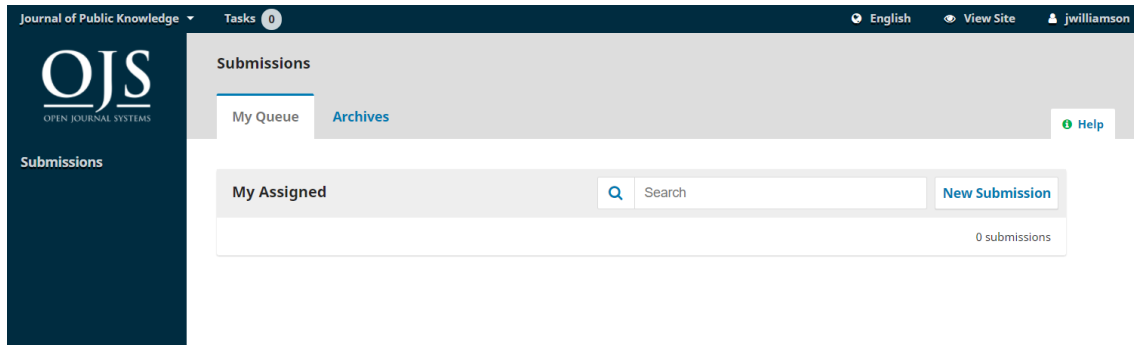 Journal of Public Knowledge Tasks 0 English View Site jwilliamson
OJS
OPEN JOURNAL SYSTEMS
Submissions
Submissions
My Queue Archives
Help
My Assigned Search New Submission
0 submissions